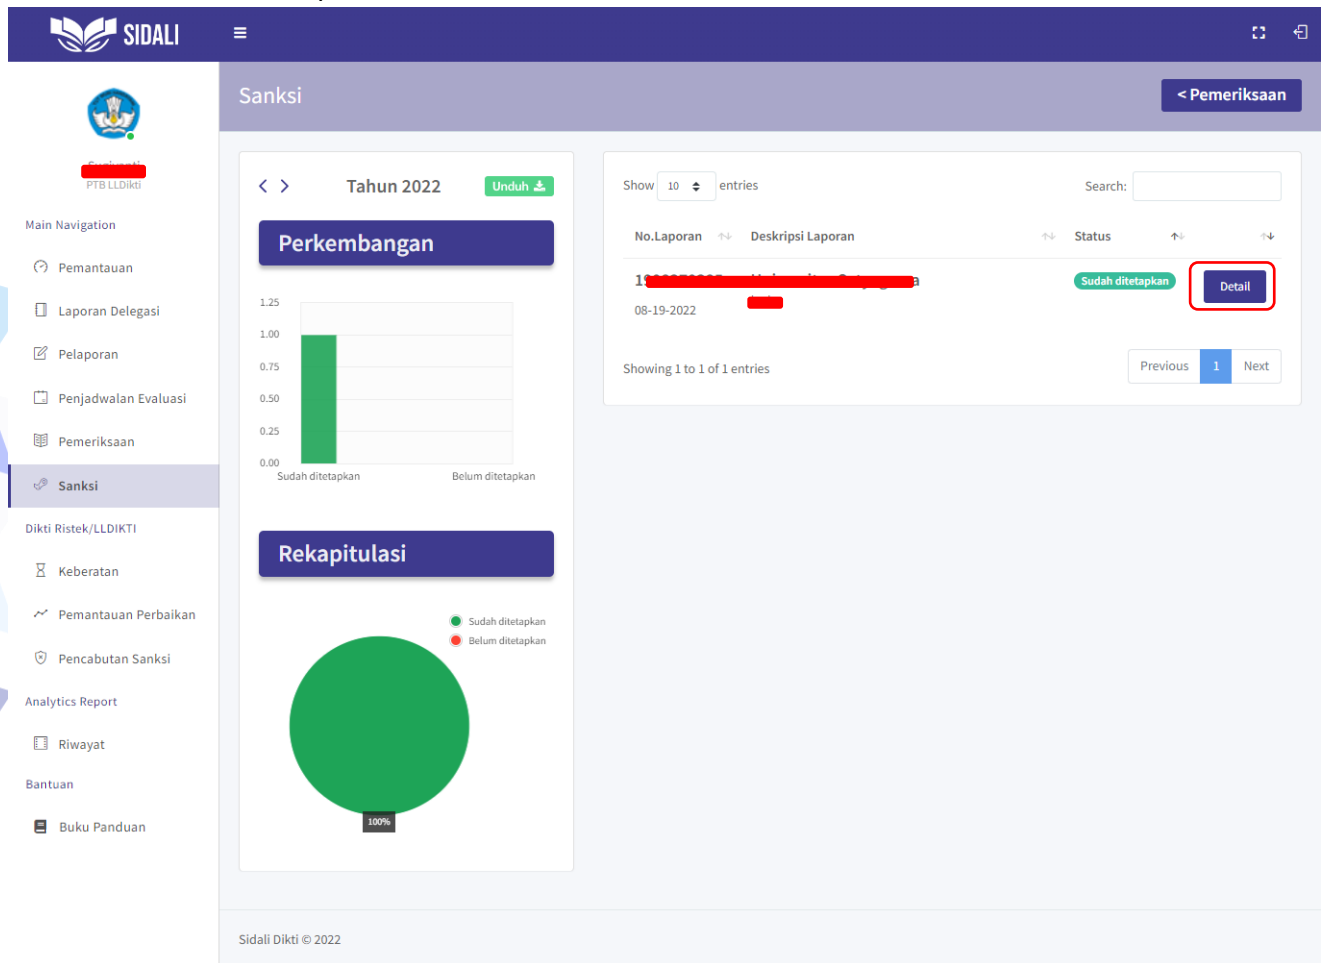 SIDALI
Sanksi
< Pemeriksaan
PTB LLDikti
Main Navigation
Pemantauan
Laporan Delegasi
Pelaporan
Penjadwalan Evaluasi
Pemeriksaan
Sanksi
Dikti Ristek/LLDIKTI
Keberatan
Pemantauan Perbaikan
Pencabutan Sanksi
Analytics Report
Riwayat
Bantuan
Buku Panduan
Tahun 2022
Unduh
Perkembangan
1.25
1.00
0.75
0.50
0.25
0.00
Sudah ditetapkan
Belum ditetapkan
Rekapitulasi
Sudah ditetapkan
Belum ditetapkan
100%
Show 10 entries
Search:
No.Laporan Deskripsi Laporan Status
Sudah ditetapkan
Detail
08-19-2022
Showing 1 to 1 of 1 entries
Previous 1 Next
Sidali Dikti © 2022